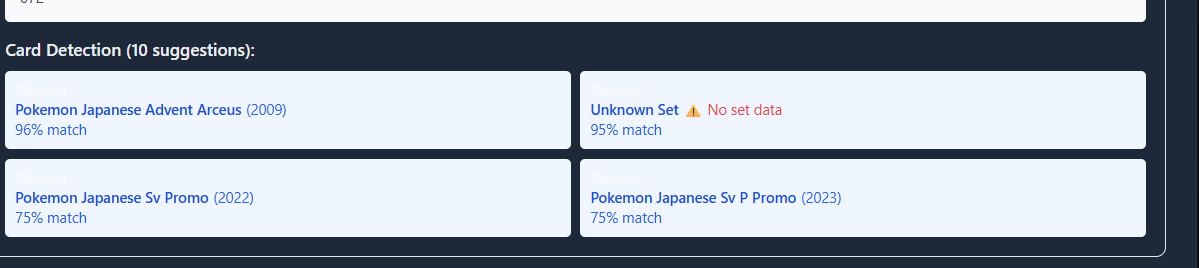 Card Detection (10 suggestions):
Pikachu
Pokemon Japanese Advent Arceus (2009)
96% match
Pikachu
Unknown Set ⚠ No set data
95% match
Pikachu
Pokemon Japanese Sv Promo (2022)
75% match
Pikachu
Pokemon Japanese Sv P Promo (2023)
75% match